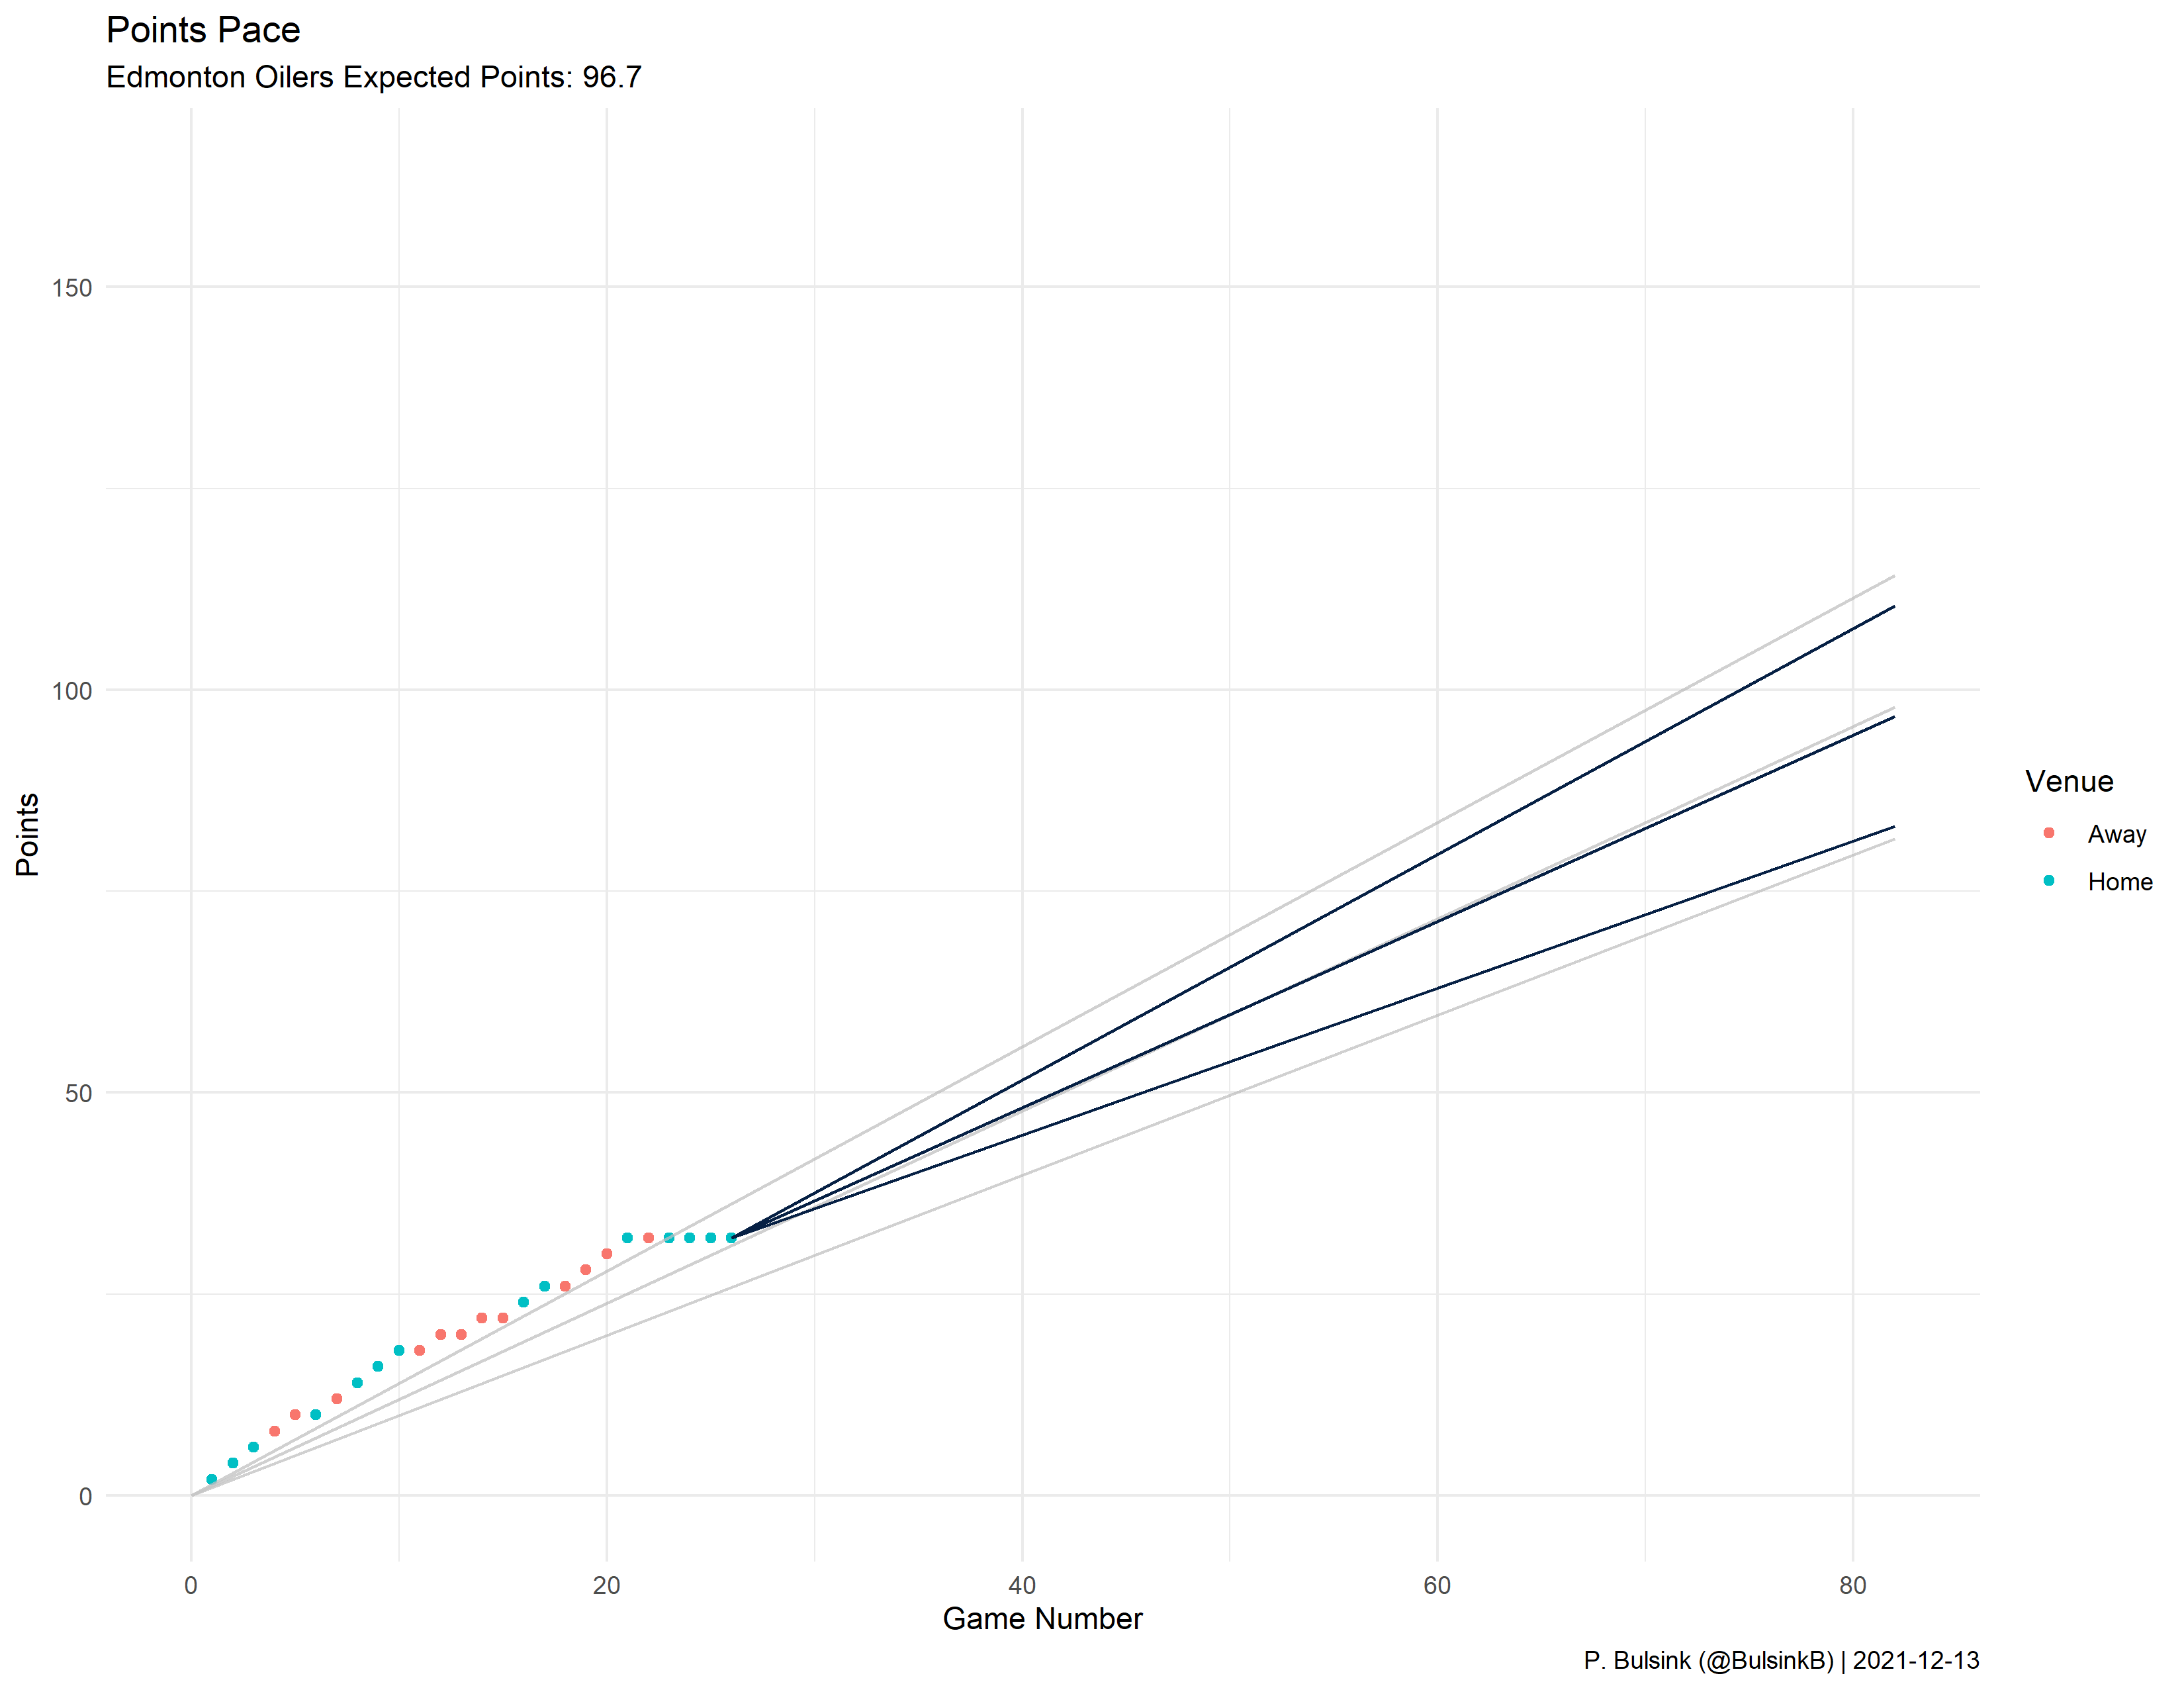 Points Pace
Edmonton Oilers Expected Points: 96.7
150
100
50
0
Points
0 20 40 60 80
Game Number
Venue
Away
Home
P. Bulsink (@BulsinkB) | 2021-12-13